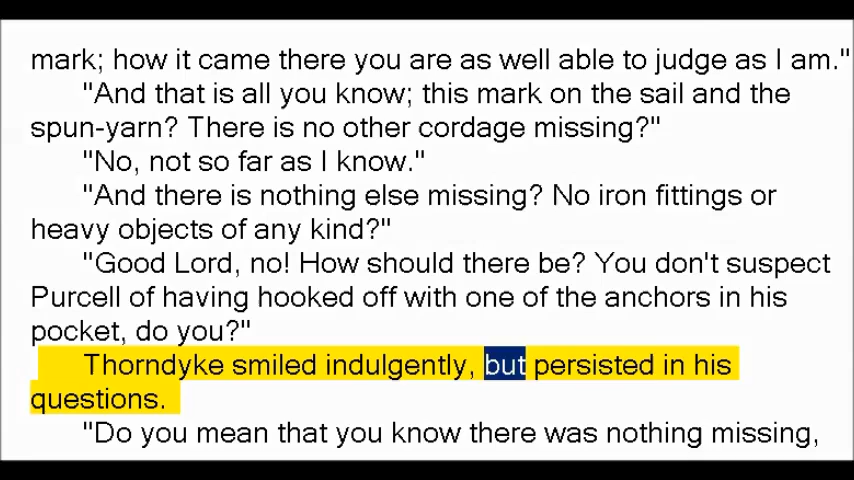 mark; how it came there you are as well able to judge as I am."
"And that is all you know; this mark on the sail and the
spun-yarn? There is no other cordage missing?"
"No, not so far as I know."
"And there is nothing else missing? No iron fittings or
heavy objects of any kind?"
"Good Lord, no! How should there be? You don't suspect
Purcell of having hooked off with one of the anchors in his
pocket, do you?"
Thorndyke smiled indulgently, but persisted in his
questions.
"Do you mean that you know there was nothing missing,